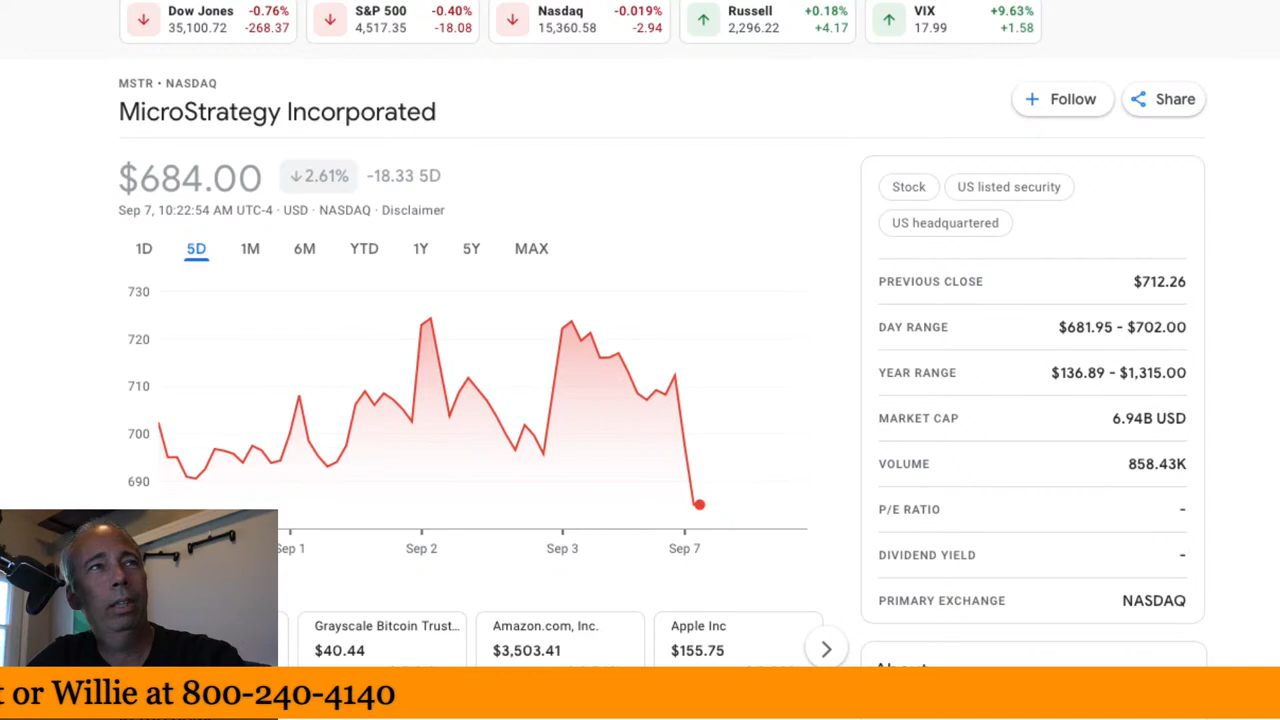 Dow Jones -0.76%
35,100.72 -268.37
S&P 500 -0.40%
4,517.35 -18.08
Nasdaq -0.019%
15,360.58 -2.94
Russell +0.18%
2,296.22 +4.17
VIX +9.63%
17.99 +1.58
MSTR • NASDAQ
MicroStrategy Incorporated
Follow
Share
$684.00 ↓2.61% -18.33 5D
Sep 7, 10:22:54 AM UTC-4 · USD · NASDAQ · Disclaimer
1D 5D 1M 6M YTD 1Y 5Y MAX
730
720
710
700
690
Sep 1 Sep 2 Sep 3 Sep 7
Stock US listed security
US headquartered
PREVIOUS CLOSE $712.26
DAY RANGE $681.95 - $702.00
YEAR RANGE $136.89 - $1,315.00
MARKET CAP 6.94B USD
VOLUME 858.43K
P/E RATIO -
DIVIDEND YIELD -
PRIMARY EXCHANGE NASDAQ
Grayscale Bitcoin Trust...
$40.44
Amazon.com, Inc.
$3,503.41
Apple Inc
$155.75
About
t or Willie at 800-240-4140